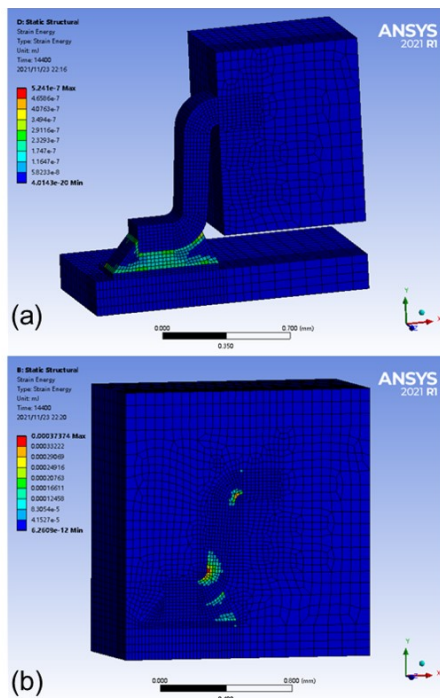 D: Static Structural
Strain Energy
Type: Strain Energy
Unit: mJ
Time: 14400
2021/11/23 22:16
5.241e-7 Max
4.6586e-7
4.0763e-7
3.494e-7
2.9116e-7
2.3293e-7
1.747e-7
1.1647e-7
5.8233e-8
4.0143e-20 Min
ANSYS
2021 R1
(a)
0.000
0.700 (mm)
0.350
Y
X
Z
B: Static Structural
Strain Energy
Type: Strain Energy
Unit: mJ
Time: 14400
2021/11/23 22:20
0.00037374 Max
0.00033222
0.00029069
0.00024916
0.00020763
0.00016611
0.00012458
8.3054e-5
4.1527e-5
6.2609e-12 Min
ANSYS
2021 R1
(b)
0.000
0.800 (mm)
0.400
Y
X
Z